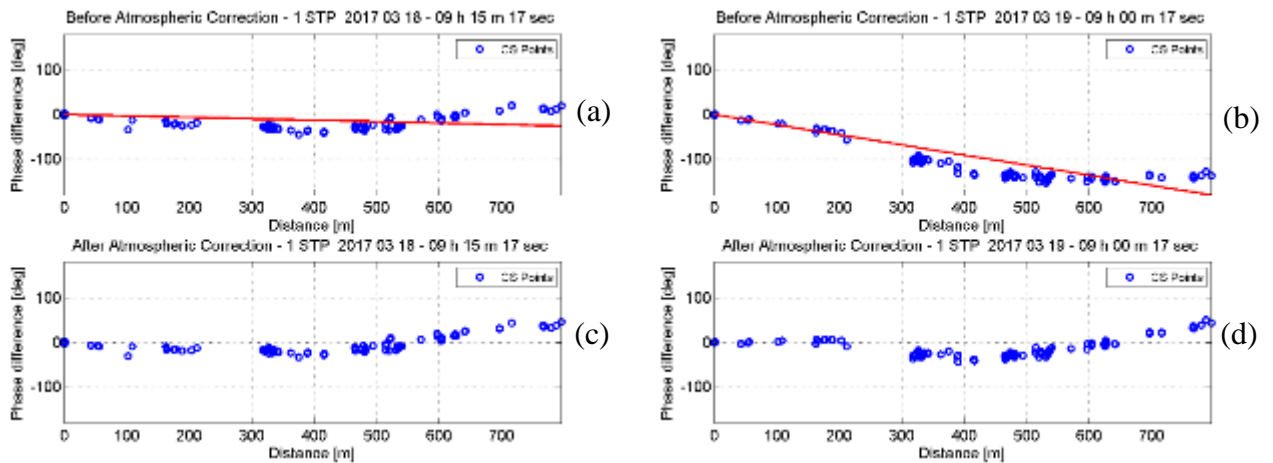 Before Atmospheric Correction - 1 STP 2017 03 18 - 09 h 15 m 17 sec
Phase difference [deg]
100
0
-100
CS Points
(a)
0 100 200 300 400 500 600 700
Distance [m]
Before Atmospheric Correction - 1 STP 2017 03 19 - 09 h 00 m 17 sec
Phase difference [deg]
100
0
-100
CS Points
(b)
0 100 200 300 400 500 600 700
Distance [m]
After Atmospheric Correction - 1 STP 2017 03 18 - 09 h 15 m 17 sec
Phase difference [deg]
100
0
-100
CS Points
(c)
0 100 200 300 400 500 600 700
Distance [m]
After Atmospheric Correction - 1 STP 2017 03 19 - 09 h 00 m 17 sec
Phase difference [deg]
100
0
-100
CS Points
(d)
0 100 200 300 400 500 600 700
Distance [m]